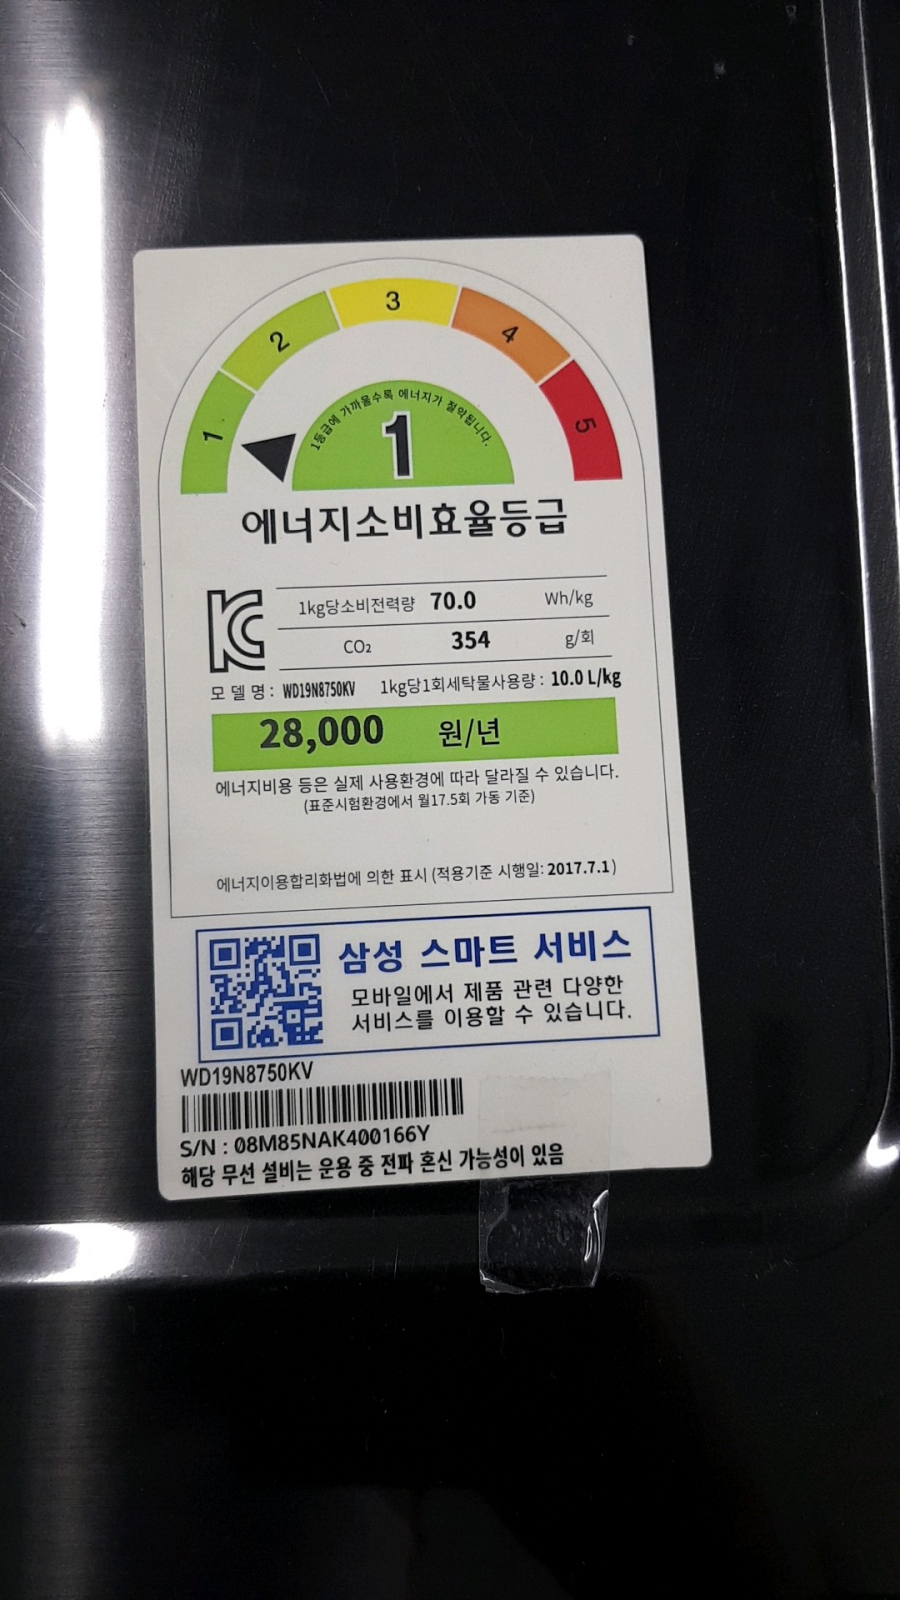 1 2 3 4 5
1등급에 가까울수록 에너지가 절약됩니다.
1
에너지소비효율등급
1kg당소비전력량 70.0 Wh/kg
CO₂ 354 g/회
모 델 명 : WD19N8750KV 1kg당1회세탁물사용량 : 10.0 L/kg
28,000 원/년
에너지비용 등은 실제 사용환경에 따라 달라질 수 있습니다.
(표준시험환경에서 월17.5회 가동 기준)
에너지이용합리화법에 의한 표시 (적용기준 시행일: 2017.7.1)
삼성 스마트 서비스
모바일에서 제품 관련 다양한
서비스를 이용할 수 있습니다.
WD19N8750KV
S/N : 08M85NAK400166Y
해당 무선 설비는 운용 중 전파 혼신 가능성이 있음